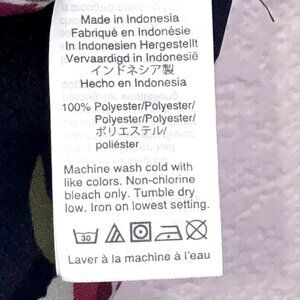 Made in Indonesia
Fabriqué en Indonésie
In Indonesien Hergestellt
Vervaardigd in Indonesië
インドネシア製
Hecho en Indonesia
100% Polyester/Polyester/
Polyester/Polyester/
ポリエステル/
poliéster
Machine wash cold with
like colors. Non-chlorine
bleach only. Tumble dry
low. Iron on lowest setting.
30
Laver à la machine à l'eau